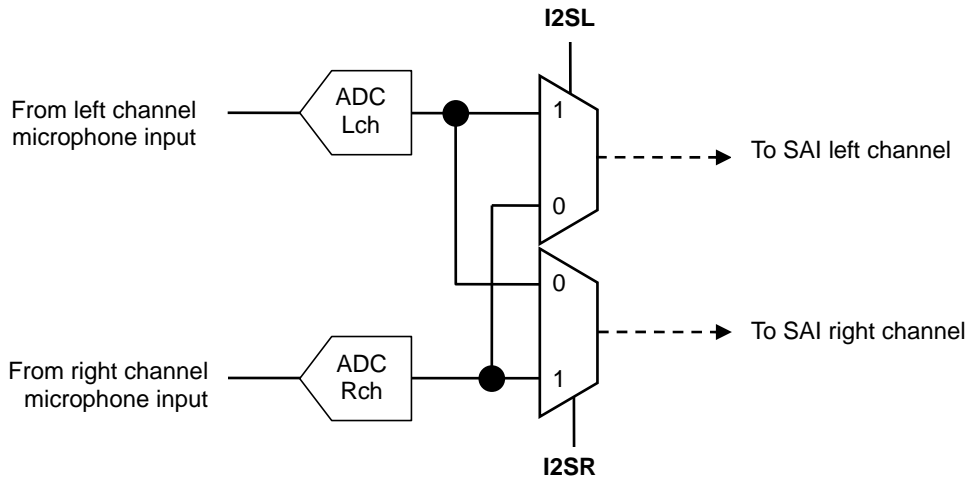 I2SL
From left channel
microphone input
ADC
Lch
1
To SAI left channel
0
0
To SAI right channel
From right channel
microphone input
ADC
Rch
1
I2SR